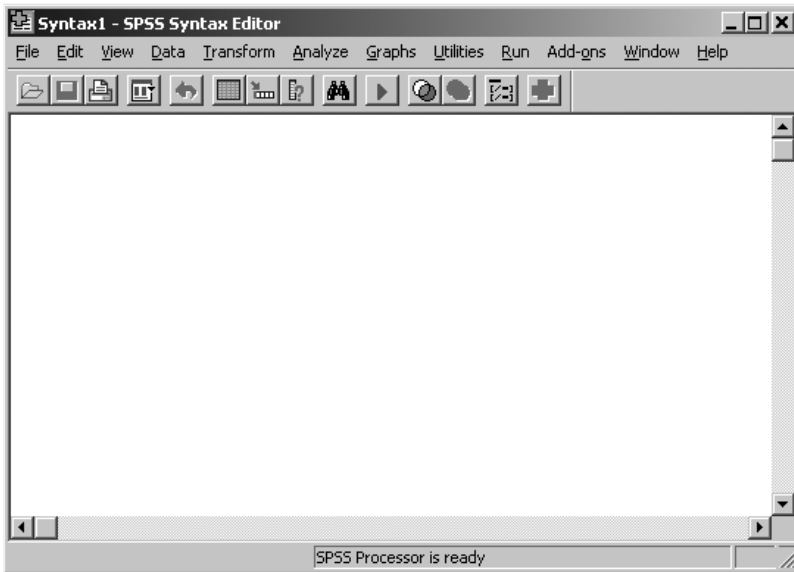 Syntax1 - SPSS Syntax Editor
File Edit View Data Transform Analyze Graphs Utilities Run Add-ons Window Help
SPSS Processor is ready